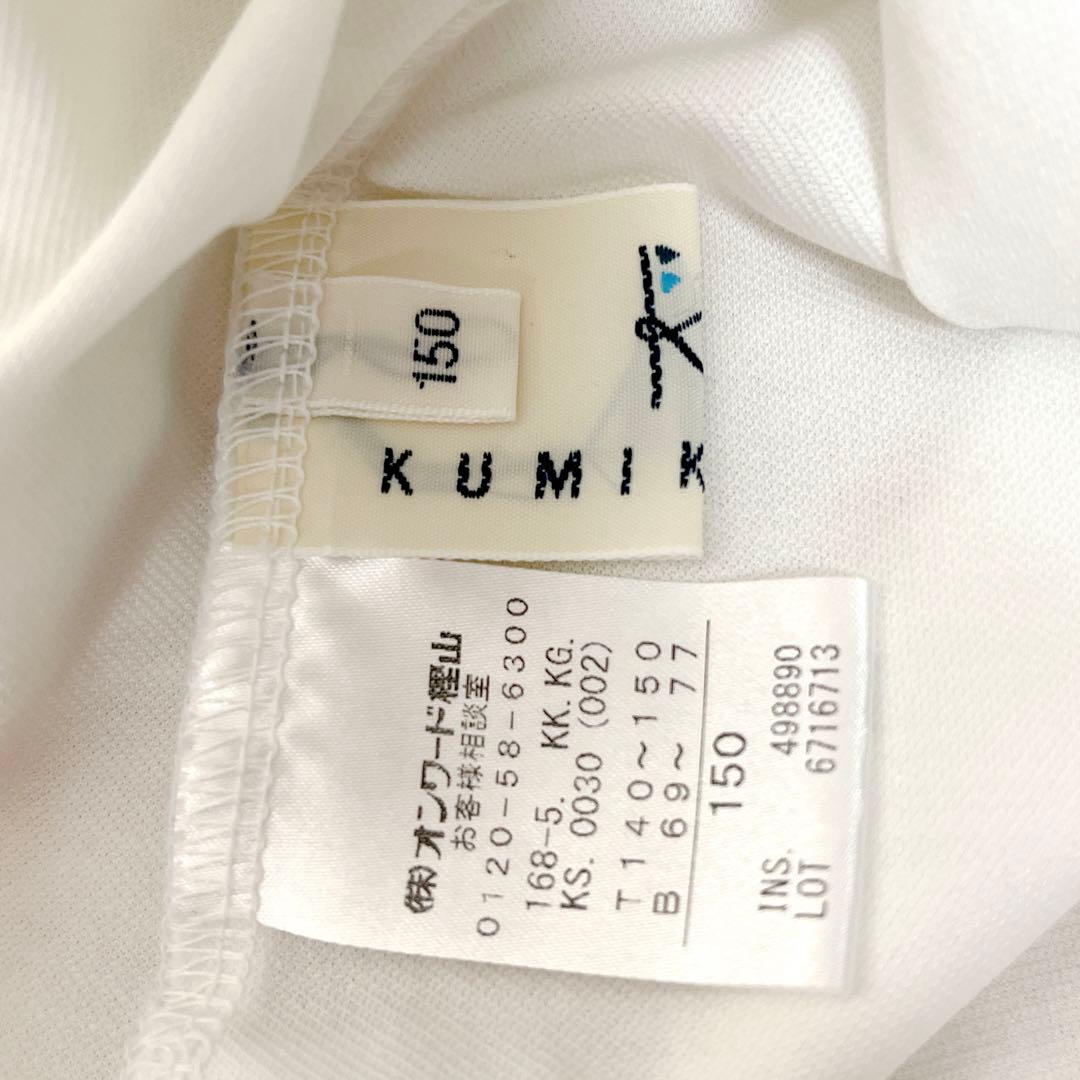 150
KUMIK
(株)オンワード樫山
お客様相談室
0120-58-6300
168-5. KK. KG.
KS. 0030 (002)
T 140~150
B 69~ 77
150
INS. 498890
LOT 6716713